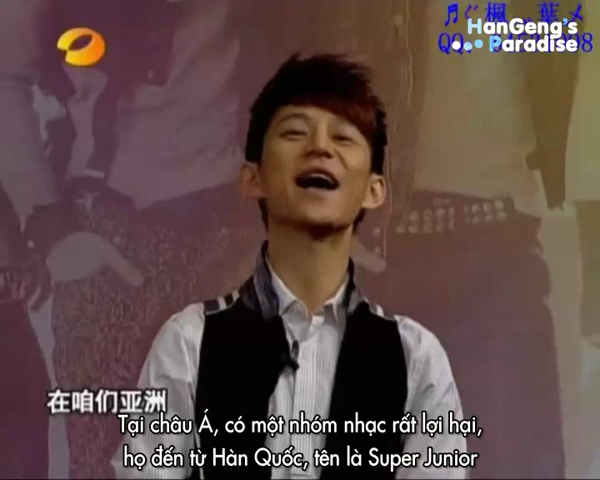 HanGeng's
Paradise
在咱们亚洲
Tại châu Á, có một nhóm nhạc rất lợi hại,
họ đến từ Hàn Quốc, tên là Super Junior